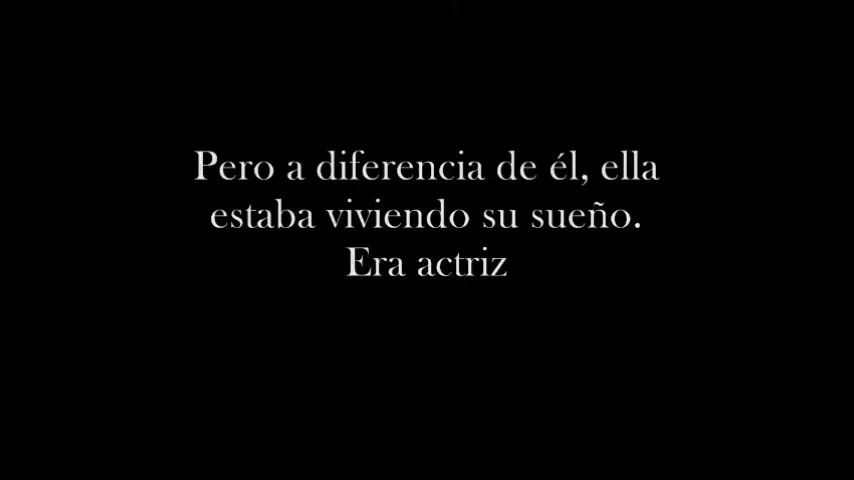 Pero a diferencia de él, ella
estaba viviendo su sueño.
Era actriz